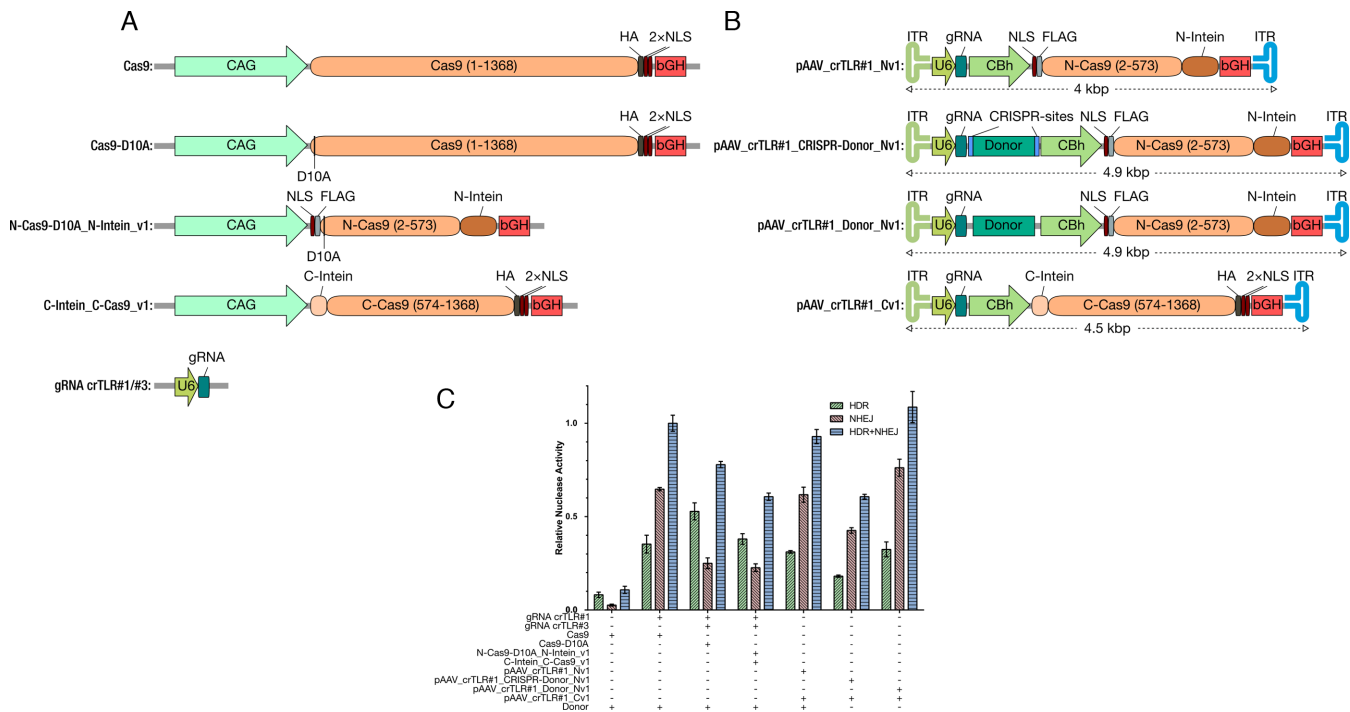 A
HA 2×NLS
Cas9: CAG Cas9 (1-1368) bGH
HA 2×NLS
Cas9-D10A: CAG Cas9 (1-1368) bGH
D10A
NLS FLAG N-Intein
N-Cas9-D10A_N-Intein_v1: CAG N-Cas9 (2-573) bGH
D10A
C-Intein HA 2×NLS
C-Intein_C-Cas9_v1: CAG C-Cas9 (574-1368) bGH
gRNA
gRNA crTLR#1/#3: U6
B
ITR gRNA NLS FLAG N-Intein ITR
pAAV_crTLR#1_Nv1: U6 CBh N-Cas9 (2-573) bGH
4 kbp
ITR gRNA CRISPR-sites NLS FLAG N-Intein ITR
pAAV_crTLR#1_CRISPR-Donor_Nv1: U6 Donor CBh N-Cas9 (2-573) bGH
4.9 kbp
ITR gRNA NLS FLAG N-Intein ITR
pAAV_crTLR#1_Donor_Nv1: U6 Donor CBh N-Cas9 (2-573) bGH
4.9 kbp
ITR gRNA C-Intein HA 2×NLS ITR
pAAV_crTLR#1_Cv1: U6 CBh C-Cas9 (574-1368) bGH
4.5 kbp
C
HDR
NHEJ
HDR+NHEJ
Relative Nuclease Activity
1.0
0.5
0.0
gRNA crTLR#1 - + + + - - -
gRNA crTLR#3 - - + + - - -
Cas9 + + - - - - -
Cas9-D10A - - + - - - -
N-Cas9-D10A_N-Intein_v1 - - - + - - -
C-Intein_C-Cas9_v1 - - - + - - -
pAAV_crTLR#1_Nv1 - - - - + - -
pAAV_crTLR#1_CRISPR-Donor_Nv1 - - - - - + -
pAAV_crTLR#1_Donor_Nv1 - - - - - - +
pAAV_crTLR#1_Cv1 - - - - + + +
Donor + + + + + - -